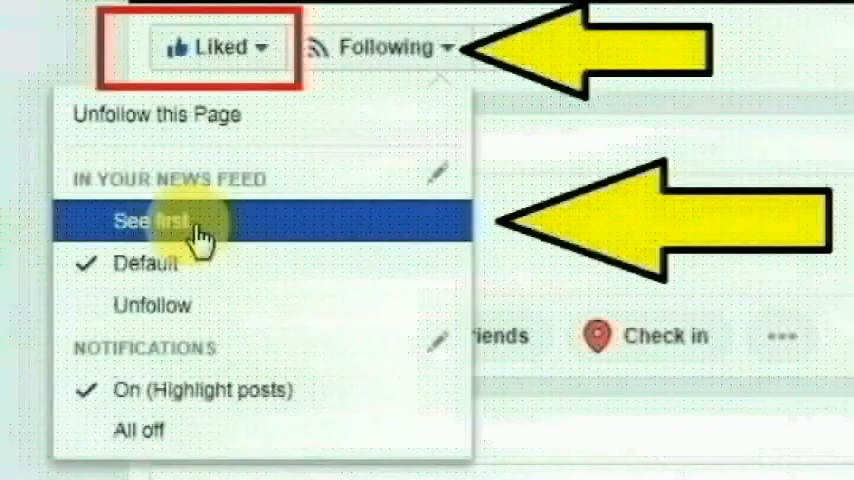 Liked Following
Unfollow this Page
IN YOUR NEWS FEED
See first
Default
Unfollow
riends Check in
NOTIFICATIONS
On (Highlight posts)
All off